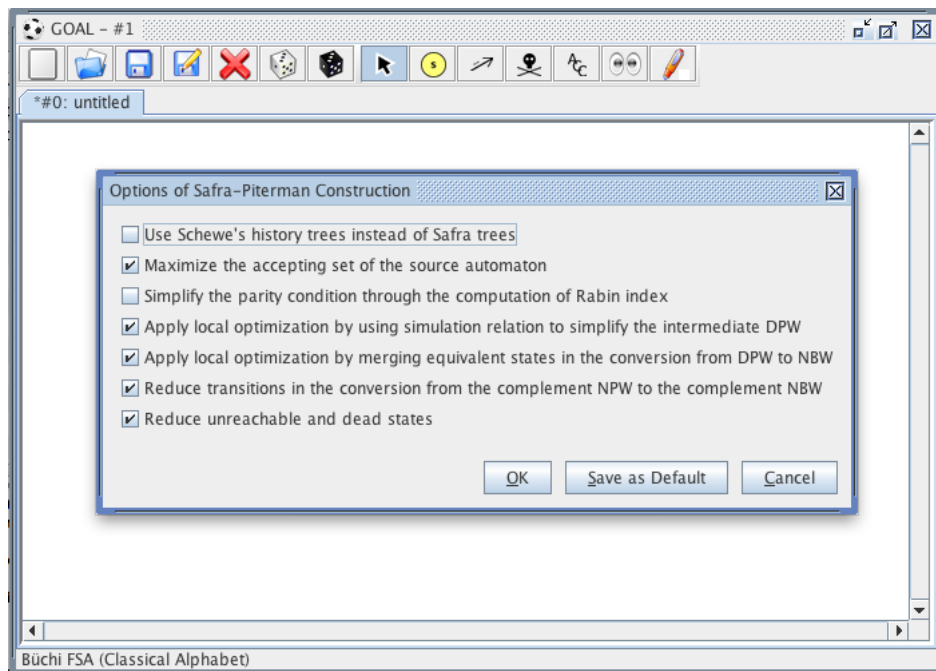 GOAL - #1
s
ACC
*#0: untitled
Options of Safra-Piterman Construction
Use Schewe's history trees instead of Safra trees
Maximize the accepting set of the source automaton
Simplify the parity condition through the computation of Rabin index
Apply local optimization by using simulation relation to simplify the intermediate DPW
Apply local optimization by merging equivalent states in the conversion from DPW to NBW
Reduce transitions in the conversion from the complement NPW to the complement NBW
Reduce unreachable and dead states
OK Save as Default Cancel
Büchi FSA (Classical Alphabet)